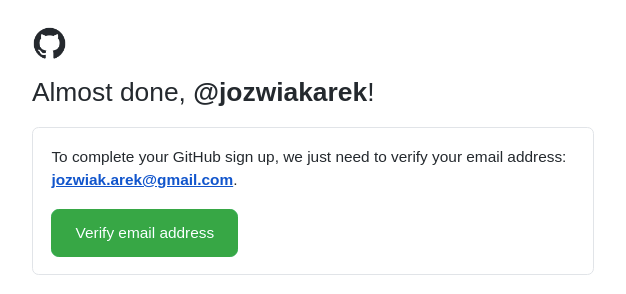 Almost done, @jozwiakarek!
To complete your GitHub sign up, we just need to verify your email address:
jozwiak.arek@gmail.com.
Verify email address